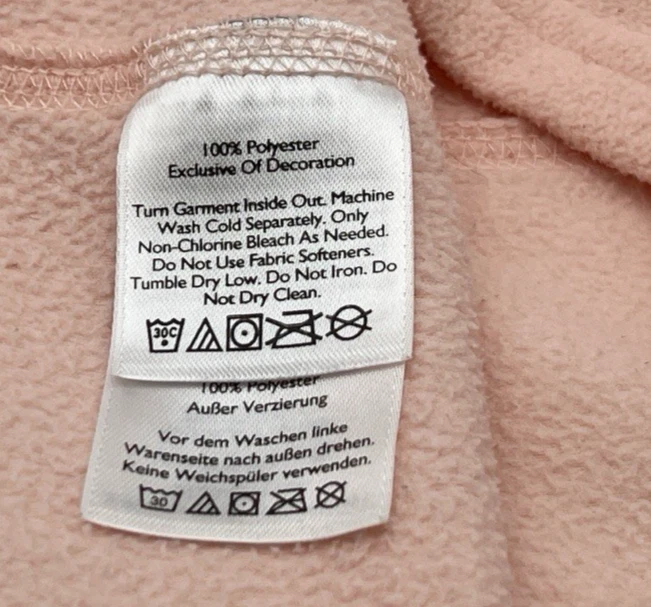 100% Polyester
Exclusive Of Decoration
Turn Garment Inside Out. Machine
Wash Cold Separately. Only
Non-Chlorine Bleach As Needed.
Do Not Use Fabric Softeners.
Tumble Dry Low. Do Not Iron. Do
Not Dry Clean.
30C
100% Polyester
Außer Verzierung
Vor dem Waschen linke
Warenseite nach außen drehen.
Keine Weichspüler verwenden.
30